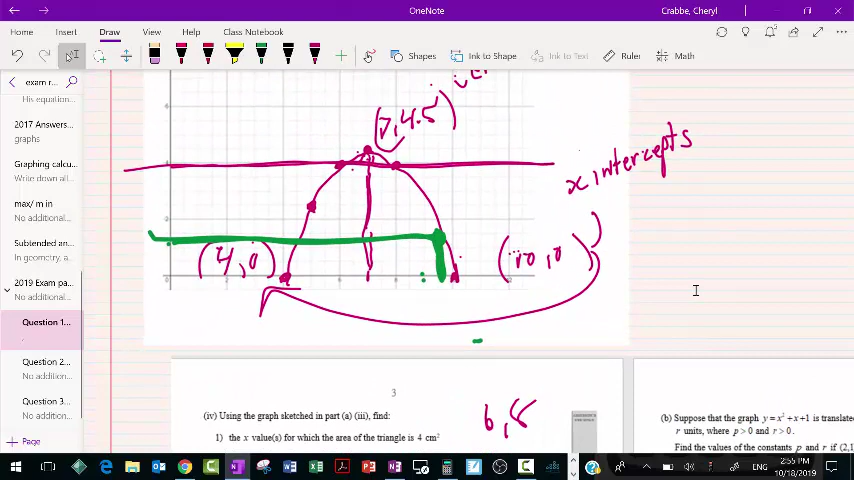 OneNote
Crabbe, Cheryl
Home
Insert
Draw
View
Help
Class Notebook
Shapes
Ink to Shape
Ink to Text
Ruler
Math
exam r...
His equation...
2017 Answers...
graphs
Graphing calcu...
Write down al...
max/ m in
No additional...
Subtended an...
In geometry, a...
2019 Exam pa...
No additional...
Question 1...
Question 2...
No addition...
Question 3...
No addition...
Page
(7,4.5)
x intercepts
(4,0)
(10,0)
3
(iv) Using the graph sketched in part (a) (iii), find:
1) the x value(s) for which the area of the triangle is 4 cm²
6,8
(b) Suppose that the graph y = x² + x + 1 is translate
r units, where p > 0 and r > 0.
Find the values of the constants p and r if (2,1
ENG
2:55 PM
10/18/2019